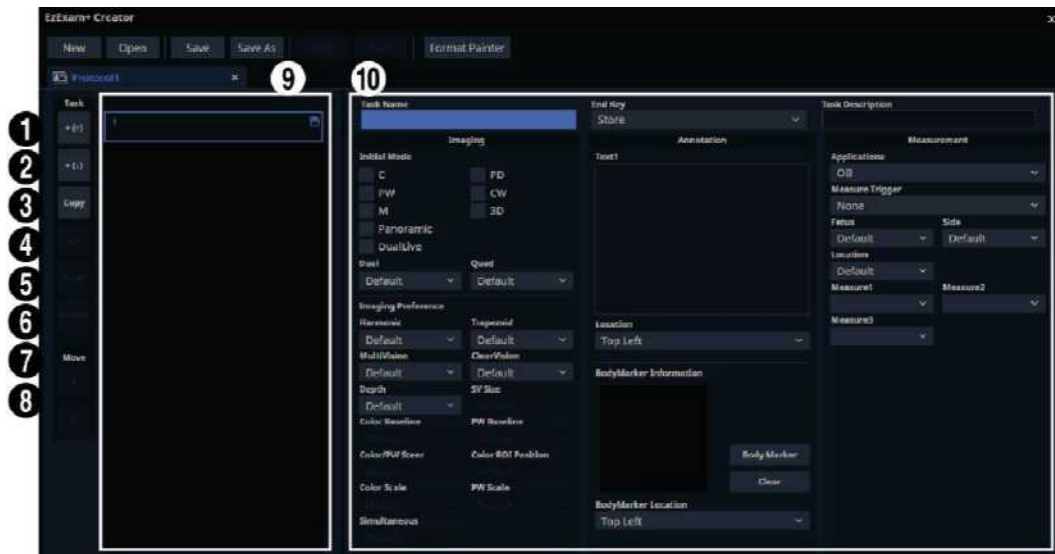 EzExam+ Creator
New Open Save Save As Format Painter
Protocol1
9 10
Task
1
2
3 Copy
4
5
6
7 Move
8
1
Task Name
End Key
Store
Task Description
Imaging
Initial Mode
C PD
PW CW
M 3D
Panoramic
DualLive
Dual Quad
Default Default
Imaging Preference
Harmonic Trapezoid
Default Default
MultiVision ClearVision
Default Default
Depth SV Size
Default
Color Baseline PW Baseline
Color/PW Steer Color ROI Position
Color Scale PW Scale
Simultaneous
Annotation
Text1
Location
Top Left
BodyMarker Information
Body Marker
Clear
BodyMarker Location
Top Left
Measurement
Applications
OB
Measure Trigger
None
Fetus Side
Default Default
Location
Default
Measure1 Measure2
Measure3